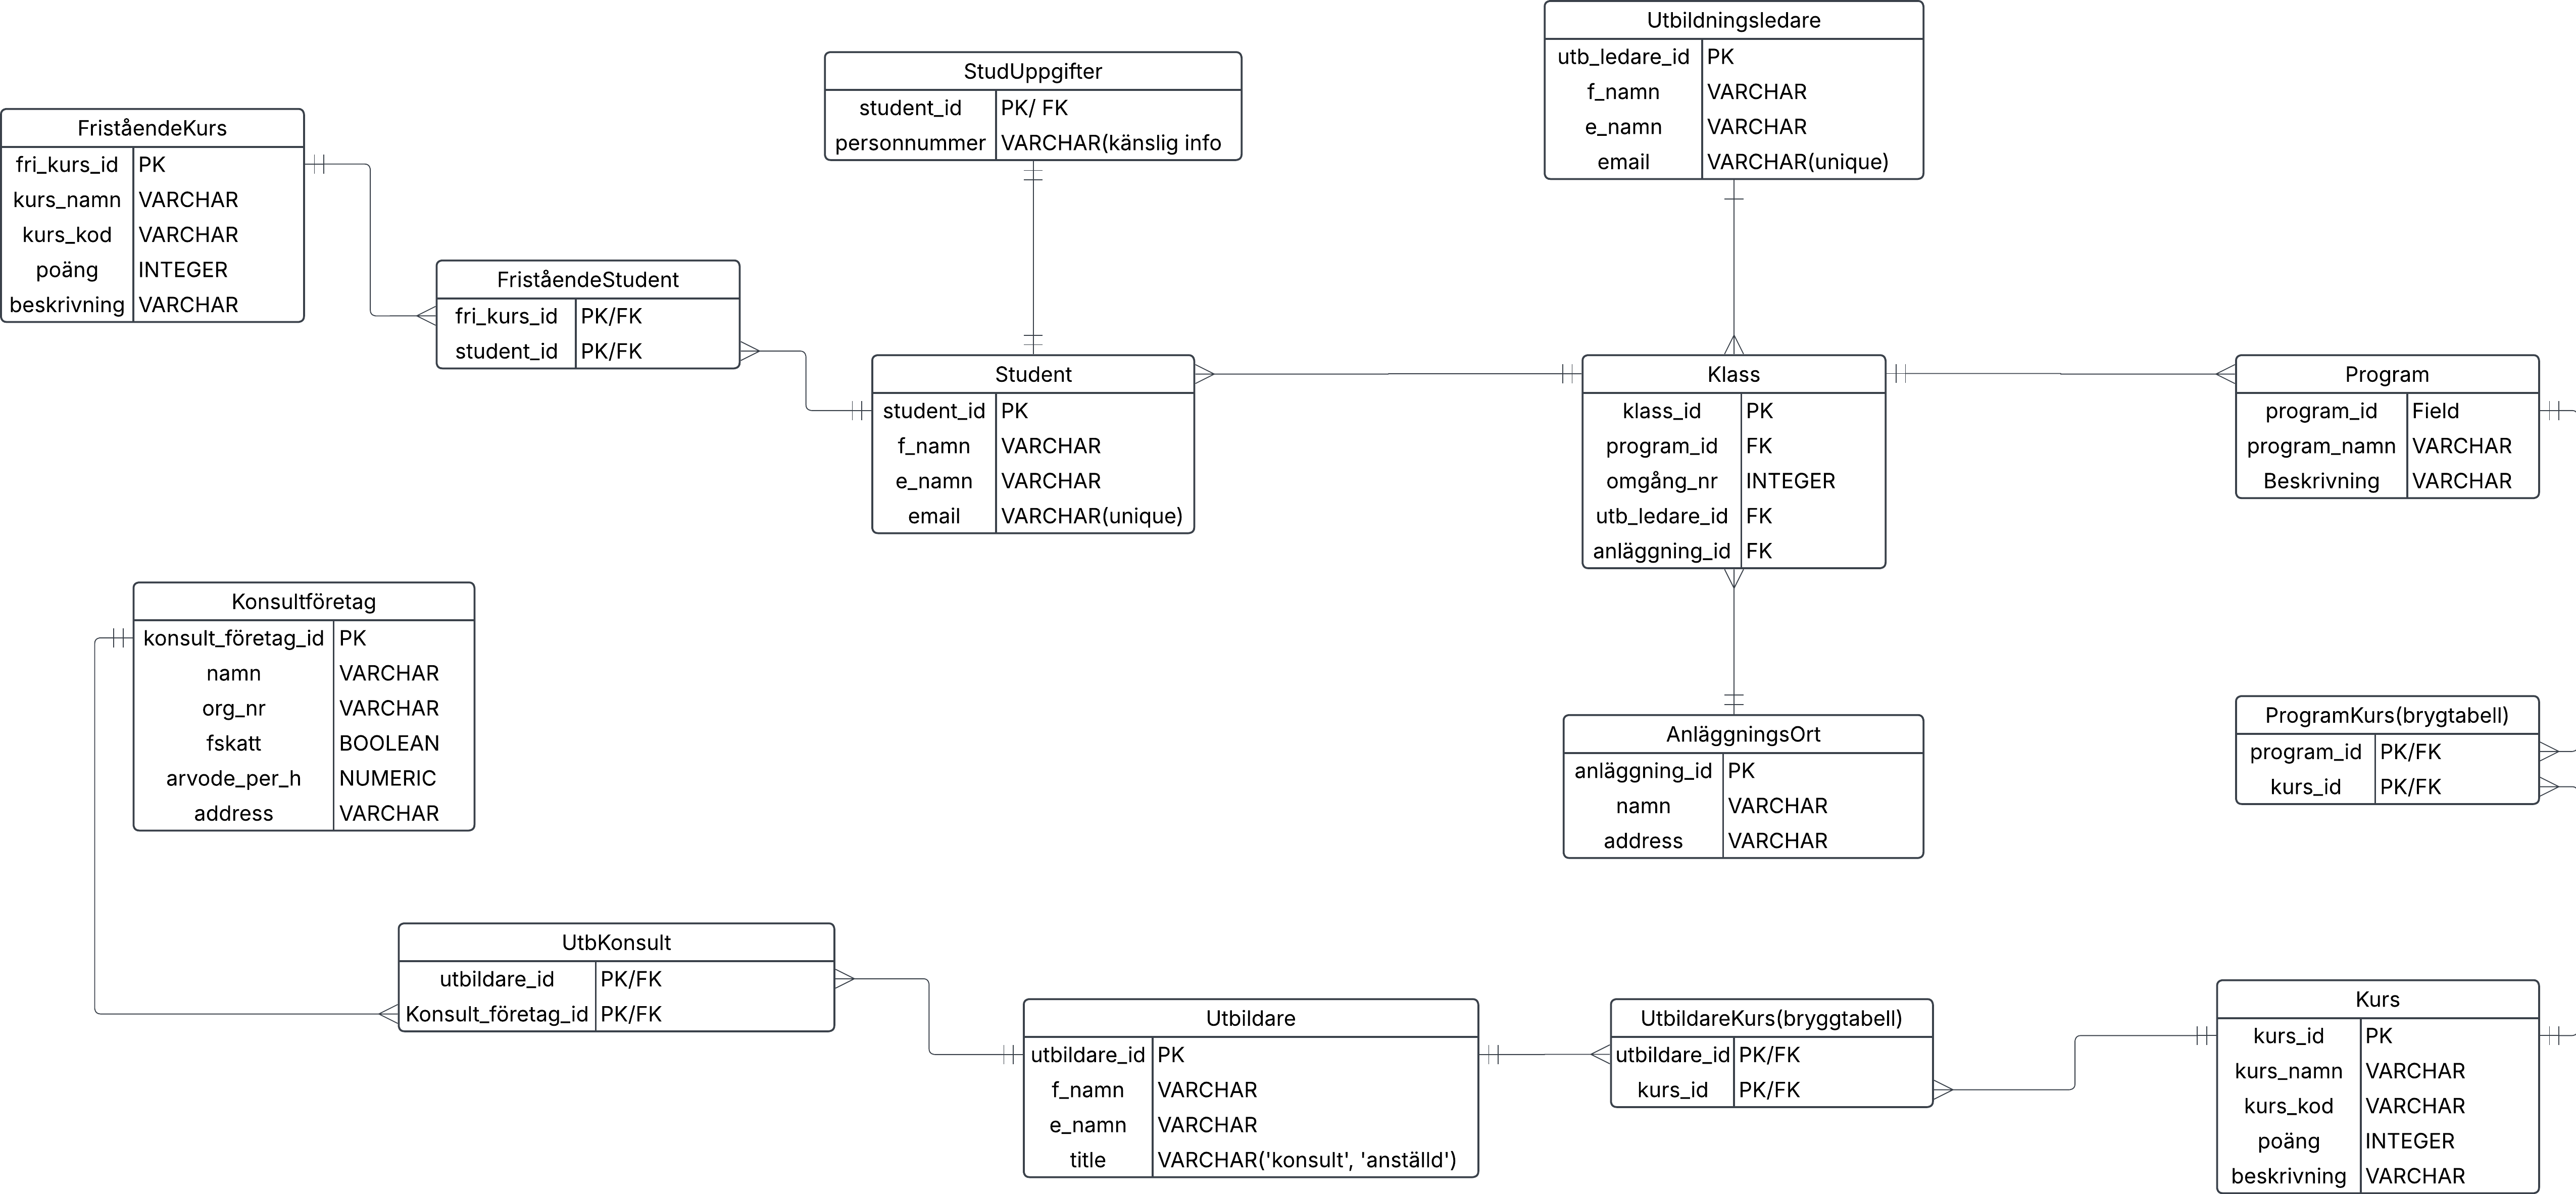 Utbildningsledare
utb_ledare_id PK
f_namn VARCHAR
e_namn VARCHAR
email VARCHAR(unique)
StudUppgifter
student_id PK/ FK
personnummer VARCHAR(känslig info
FriståendeKurs
fri_kurs_id PK
kurs_namn VARCHAR
kurs_kod VARCHAR
poäng INTEGER
beskrivning VARCHAR
FriståendeStudent
fri_kurs_id PK/FK
student_id PK/FK
Student
student_id PK
f_namn VARCHAR
e_namn VARCHAR
email VARCHAR(unique)
Klass
klass_id PK
program_id FK
omgång_nr INTEGER
utb_ledare_id FK
anläggning_id FK
Program
program_id Field
program_namn VARCHAR
Beskrivning VARCHAR
Konsultföretag
konsult_företag_id PK
namn VARCHAR
org_nr VARCHAR
fskatt BOOLEAN
arvode_per_h NUMERIC
address VARCHAR
AnläggningsOrt
anläggning_id PK
namn VARCHAR
address VARCHAR
ProgramKurs(brygtabell)
program_id PK/FK
kurs_id PK/FK
UtbKonsult
utbildare_id PK/FK
Konsult_företag_id PK/FK
Utbildare
utbildare_id PK
f_namn VARCHAR
e_namn VARCHAR
title VARCHAR('konsult', 'anställd')
UtbildareKurs(bryggtabell)
utbildare_id PK/FK
kurs_id PK/FK
Kurs
kurs_id PK
kurs_namn VARCHAR
kurs_kod VARCHAR
poäng INTEGER
beskrivning VARCHAR